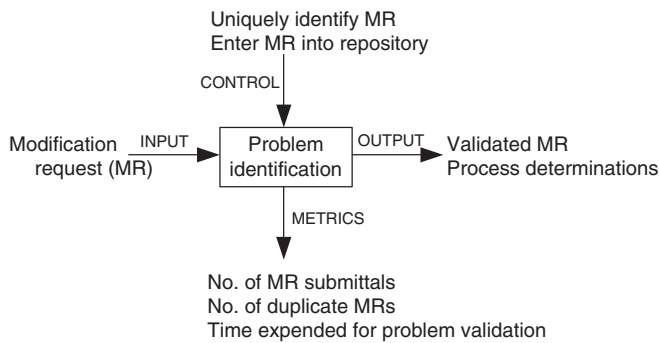 Uniquely identify MR
Enter MR into repository
CONTROL
Modification
request (MR)
INPUT
Problem
identification
OUTPUT
Validated MR
Process determinations
METRICS
No. of MR submittals
No. of duplicate MRs
Time expended for problem validation